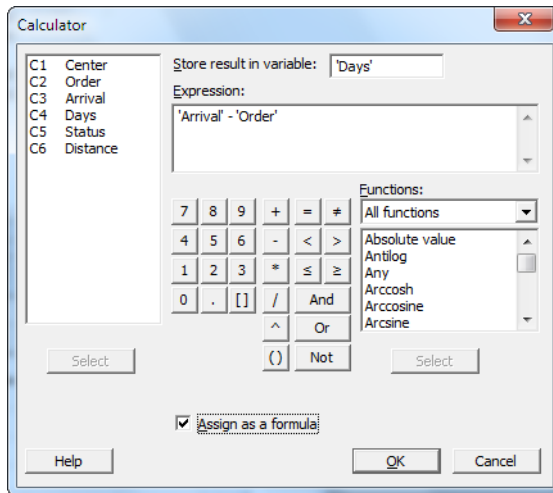 Calculator
x
C1 Center
C2 Order
C3 Arrival
C4 Days
C5 Status
C6 Distance
Store result in variable: 'Days'
Expression:
'Arrival' - 'Order'
Functions:
7 8 9 + = ≠
All functions
4 5 6 - < >
1 2 3 * ≤ ≥
0 . [] / And
^ Or
() Not
Absolute value
Antilog
Any
Arccosh
Arccosine
Arcsine
Select
Select
Assign as a formula
Help
OK
Cancel